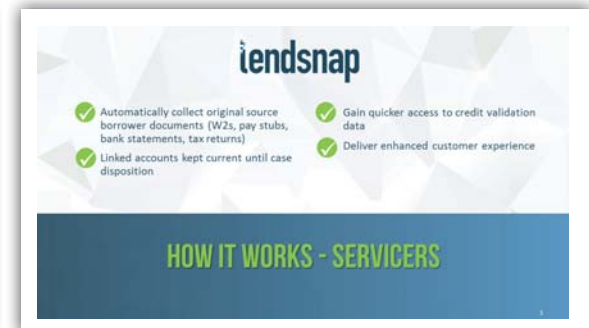 lendsnap
Automatically collect original source
borrower documents (W2s, pay stubs,
bank statements, tax returns)
Linked accounts kept current until case
disposition
Gain quicker access to credit validation
data
Deliver enhanced customer experience
HOW IT WORKS - SERVICERS